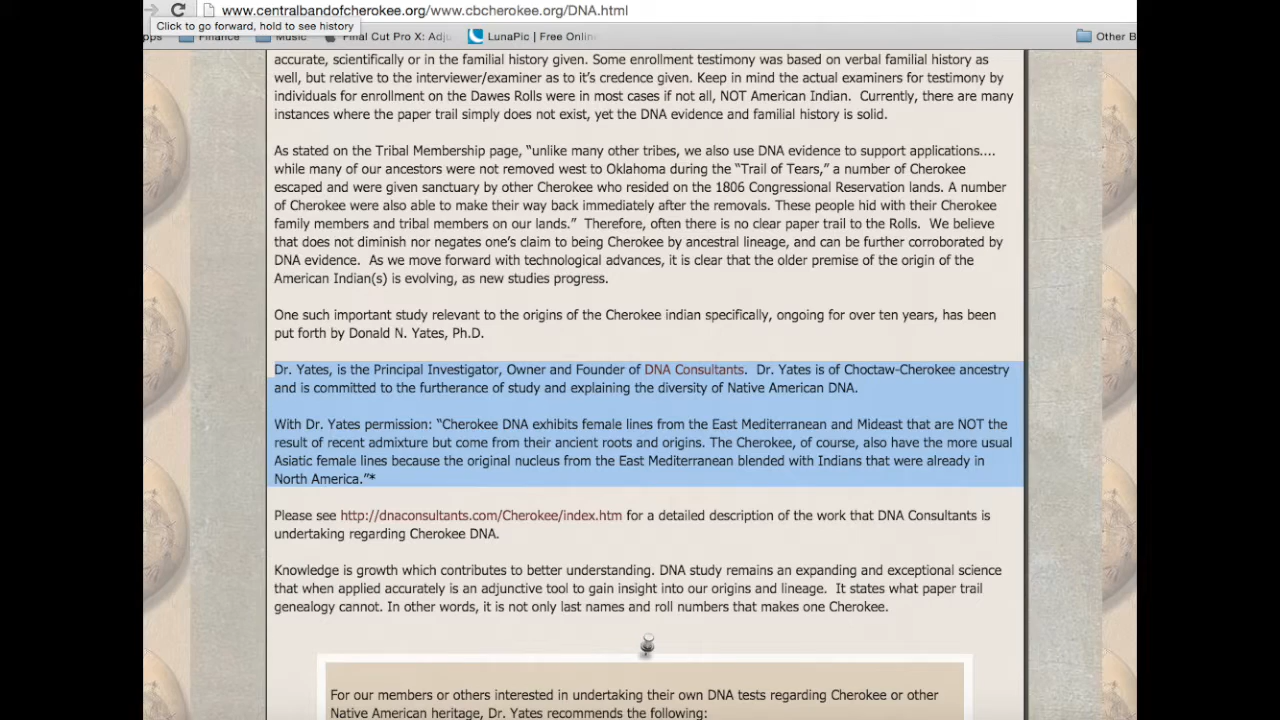 www.centralbandofcherokee.org/www.cbcherokee.org/DNA.html
Click to go forward, hold to see history
Finance Music Final Cut Pro X: Adju LunaPic | Free Onlin Other B
accurate, scientifically or in the familial history given. Some enrollment testimony was based on verbal familial history as
well, but relative to the interviewer/examiner as to it's credence given. Keep in mind the actual examiners for testimony by
individuals for enrollment on the Dawes Rolls were in most cases if not all, NOT American Indian. Currently, there are many
instances where the paper trail simply does not exist, yet the DNA evidence and familial history is solid.
As stated on the Tribal Membership page, "unlike many other tribes, we also use DNA evidence to support applications....
while many of our ancestors were not removed west to Oklahoma during the "Trail of Tears," a number of Cherokee
escaped and were given sanctuary by other Cherokee who resided on the 1806 Congressional Reservation lands. A number
of Cherokee were also able to make their way back immediately after the removals. These people hid with their Cherokee
family members and tribal members on our lands." Therefore, often there is no clear paper trail to the Rolls. We believe
that does not diminish nor negates one's claim to being Cherokee by ancestral lineage, and can be further corroborated by
DNA evidence. As we move forward with technological advances, it is clear that the older premise of the origin of the
American Indian(s) is evolving, as new studies progress.
One such important study relevant to the origins of the Cherokee indian specifically, ongoing for over ten years, has been
put forth by Donald N. Yates, Ph.D.
Dr. Yates, is the Principal Investigator, Owner and Founder of DNA Consultants. Dr. Yates is of Choctaw-Cherokee ancestry
and is committed to the furtherance of study and explaining the diversity of Native American DNA.
With Dr. Yates permission: "Cherokee DNA exhibits female lines from the East Mediterranean and Mideast that are NOT the
result of recent admixture but come from their ancient roots and origins. The Cherokee, of course, also have the more usual
Asiatic female lines because the original nucleus from the East Mediterranean blended with Indians that were already in
North America."*
Please see http://dnaconsultants.com/Cherokee/index.htm for a detailed description of the work that DNA Consultants is
undertaking regarding Cherokee DNA.
Knowledge is growth which contributes to better understanding. DNA study remains an expanding and exceptional science
that when applied accurately is an adjunctive tool to gain insight into our origins and lineage. It states what paper trail
genealogy cannot. In other words, it is not only last names and roll numbers that makes one Cherokee.
For our members or others interested in undertaking their own DNA tests regarding Cherokee or other
Native American heritage, Dr. Yates recommends the following: